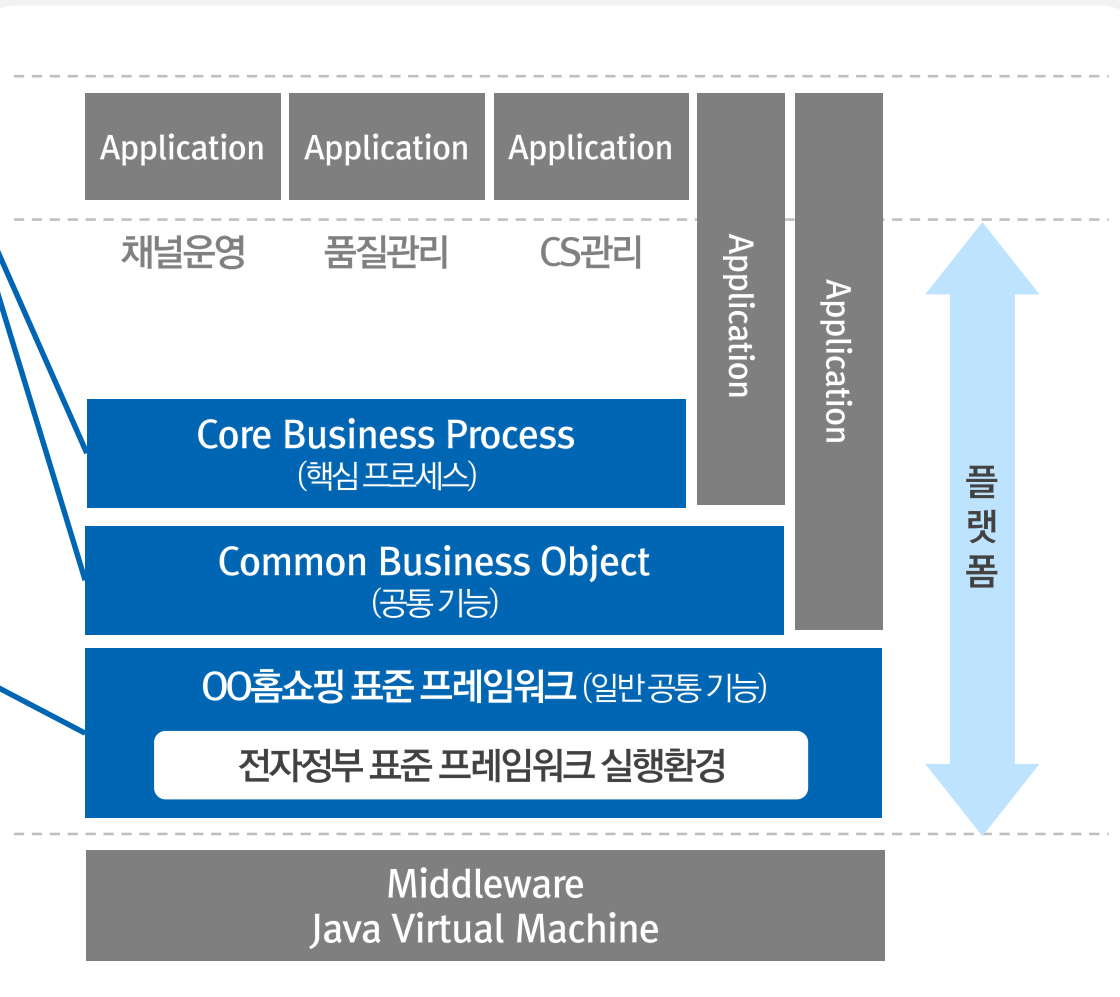 Application
Application
Application
채널운영
품질관리
CS관리
Application
Application
Core Business Process
(핵심 프로세스)
Common Business Object
(공통 기능)
OO홈쇼핑 표준 프레임워크 (일반 공통 기능)
전자정부 표준 프레임워크 실행환경
플랫폼
Middleware
Java Virtual Machine